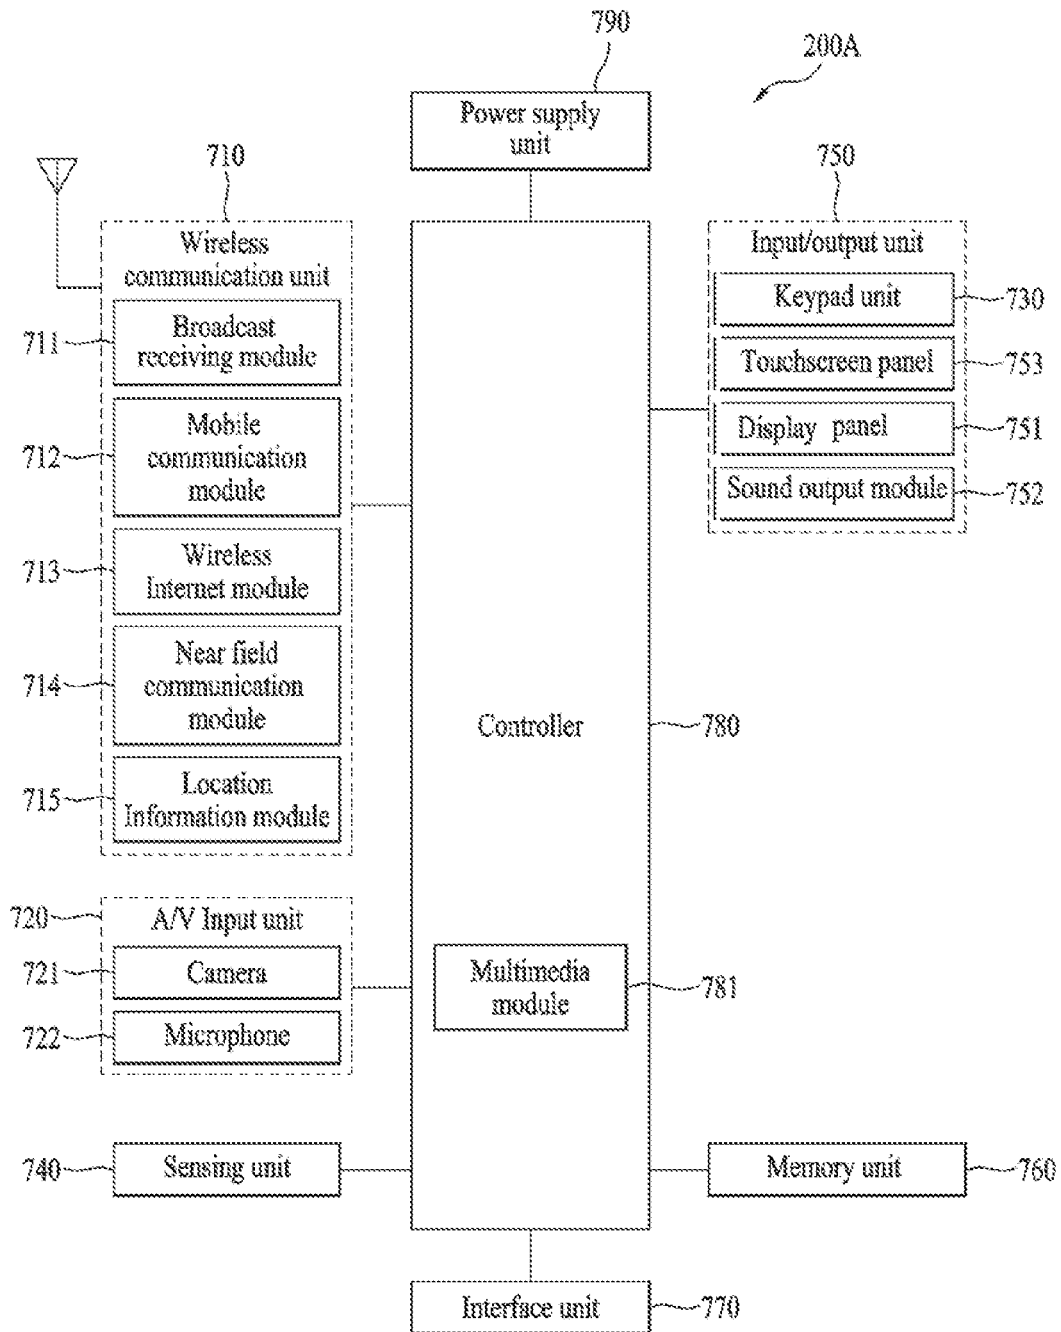 790
200A
Power supply
unit
710
750
Wireless
communication unit
711
Broadcast
receiving module
712
Mobile
communication
module
713
Wireless
Internet module
714
Near field
communication
module
715
Location
Information module
Input/output unit
Keypad unit
730
Touchscreen panel
753
Display panel
751
Sound output module
752
Controller
780
720
A/V Input unit
721
Camera
722
Microphone
Multimedia
module
781
740
Sensing unit
Memory unit
760
Interface unit
770